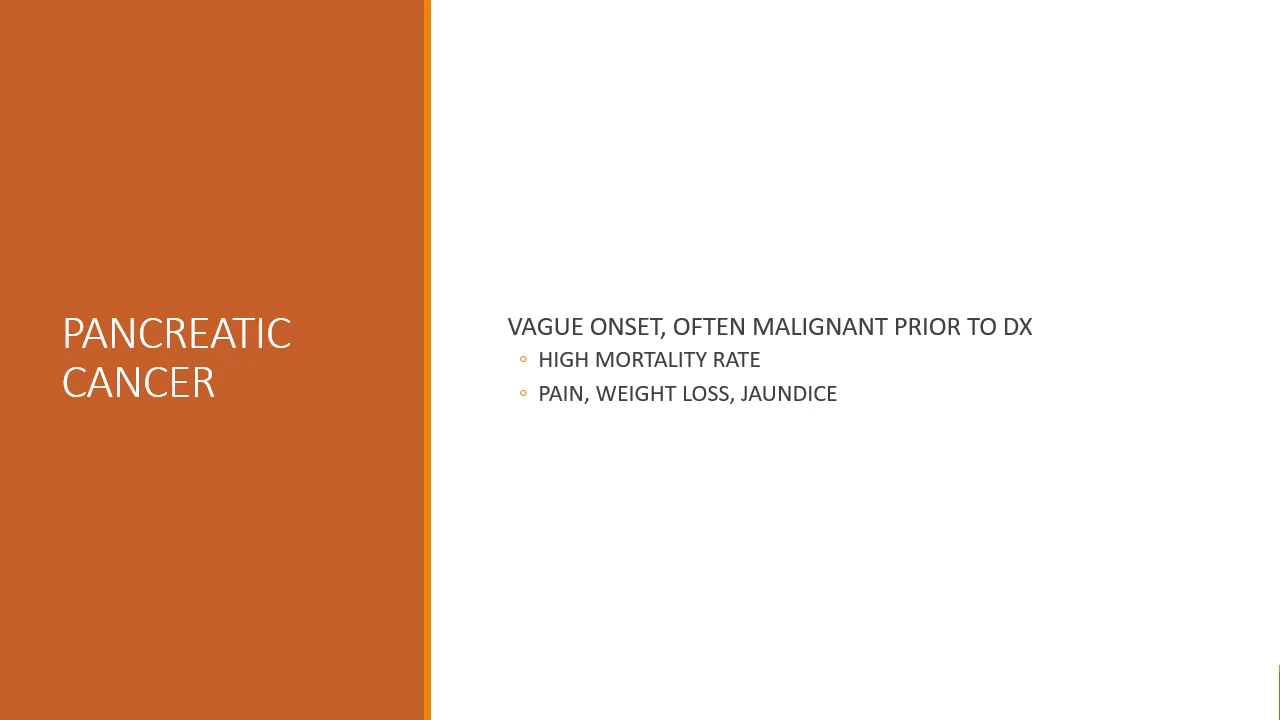 PANCREATIC
CANCER
VAGUE ONSET, OFTEN MALIGNANT PRIOR TO DX
◦ HIGH MORTALITY RATE
◦ PAIN, WEIGHT LOSS, JAUNDICE